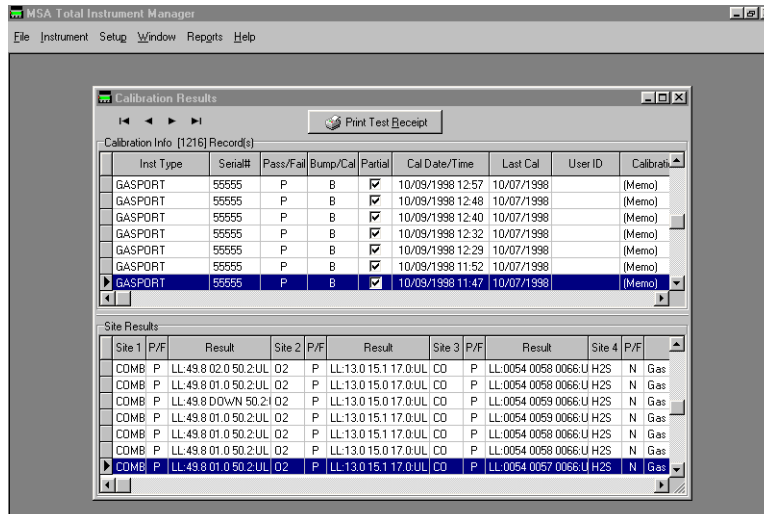 MSA Total Instrument Manager
File Instrument Setup Window Reports Help
Calibration Results
Print Test Receipt
Calibration Info [1216] Record(s)
Inst Type Serial# Pass/Fail Bump/Cal Partial Cal Date/Time Last Cal User ID Calibrati
GASPORT 55555 P B 10/09/1998 12:57 10/07/1998 (Memo)
GASPORT 55555 P B 10/09/1998 12:48 10/07/1998 (Memo)
GASPORT 55555 P B 10/09/1998 12:40 10/07/1998 (Memo)
GASPORT 55555 P B 10/09/1998 12:32 10/07/1998 (Memo)
GASPORT 55555 P B 10/09/1998 12:29 10/07/1998 (Memo)
GASPORT 55555 P B 10/09/1998 11:52 10/07/1998 (Memo)
GASPORT 55555 P B 10/09/1998 11:47 10/07/1998 (Memo)
Site Results
Site 1 P/F Result Site 2 P/F Result Site 3 P/F Result Site 4 P/F
COMB P LL:49.8 02.0 50.2:UL O2 P LL:13.0 15.1 17.0:UL CO P LL:0054 0058 0066:U H2S N Gas
COMB P LL:49.8 01.0 50.2:UL O2 P LL:13.0 15.1 17.0:UL CO P LL:0054 0058 0066:U H2S N Gas
COMB P LL:49.8 DOWN 50.2:U O2 P LL:13.0 15.1 17.0:UL CO P LL:0054 0059 0066:U H2S N Gas
COMB P LL:49.8 01.0 50.2:UL O2 P LL:13.0 15.1 17.0:UL CO P LL:0054 0059 0066:U H2S N Gas
COMB P LL:49.8 01.0 50.2:UL O2 P LL:13.0 15.1 17.0:UL CO P LL:0054 0058 0066:U H2S N Gas
COMB P LL:49.8 01.0 50.2:UL O2 P LL:13.0 15.0 17.0:UL CO P LL:0054 0058 0066:U H2S N Gas
COMB P LL:49.8 01.0 50.2:UL O2 P LL:13.0 15.1 17.0:UL CO P LL:0054 0057 0066:U H2S N Gas